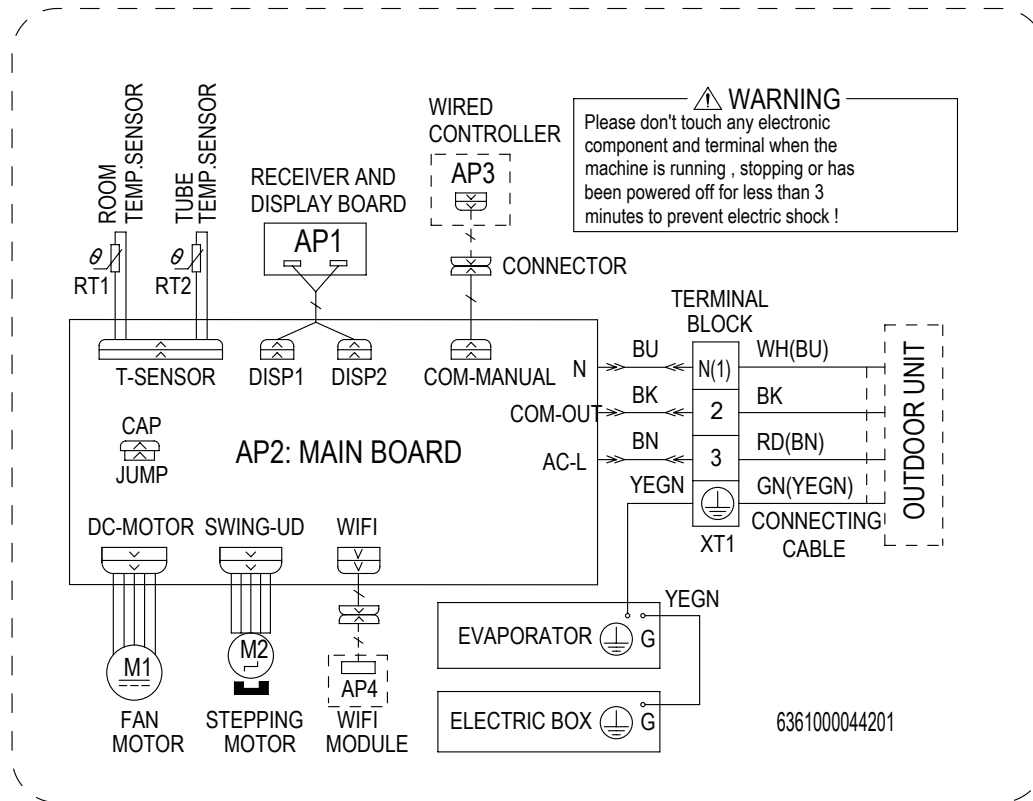 ROOM
TEMP.SENSOR
TUBE
TEMP.SENSOR
θ
RT1
θ
RT2
RECEIVER AND
DISPLAY BOARD
AP1
WIRED
CONTROLLER
AP3
CONNECTOR
WARNING
Please don't touch any electronic
component and terminal when the
machine is running , stopping or has
been powered off for less than 3
minutes to prevent electric shock !
T-SENSOR
DISP1
DISP2
COM-MANUAL
N
COM-OUT
AC-L
CAP
JUMP
AP2: MAIN BOARD
TERMINAL
BLOCK
BU
N(1)
WH(BU)
BK
2
BK
BN
3
RD(BN)
YEGN
GN(YEGN)
XT1
CONNECTING
CABLE
OUTDOOR UNIT
DC-MOTOR
SWING-UD
WIFI
M1
FAN
MOTOR
M2
STEPPING
MOTOR
AP4
WIFI
MODULE
YEGN
EVAPORATOR
G
ELECTRIC BOX
G
6361000044201